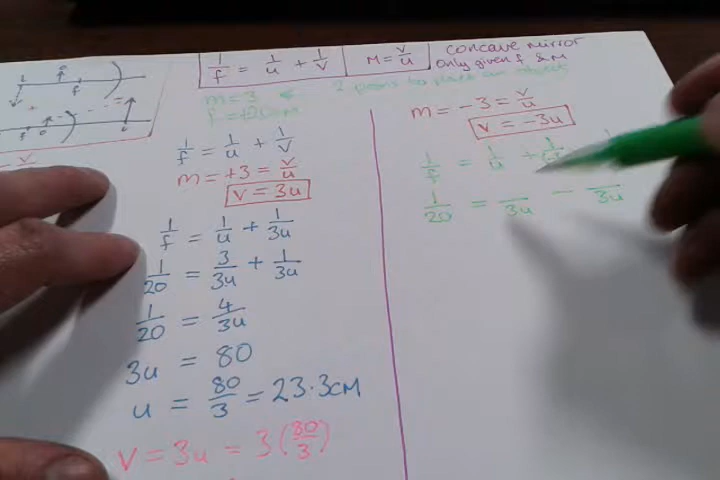 1/f = 1/u + 1/v
M = v/u
concave mirror
only given f & M
m = 3 ←
2 places to place an object
1/f = 1/u + 1/v
m = +3 = v/u
v = 3u
1/f = 1/u + 1/3u
1/20 = 3/3u + 1/3u
1/20 = 4/3u
3u = 80
u = 80/3 = 23.3cm
v = 3u = 3(80/3)
m = -3 = v/u
v = -3u
1/f = 1/u +
1/20 = /3u - /3u